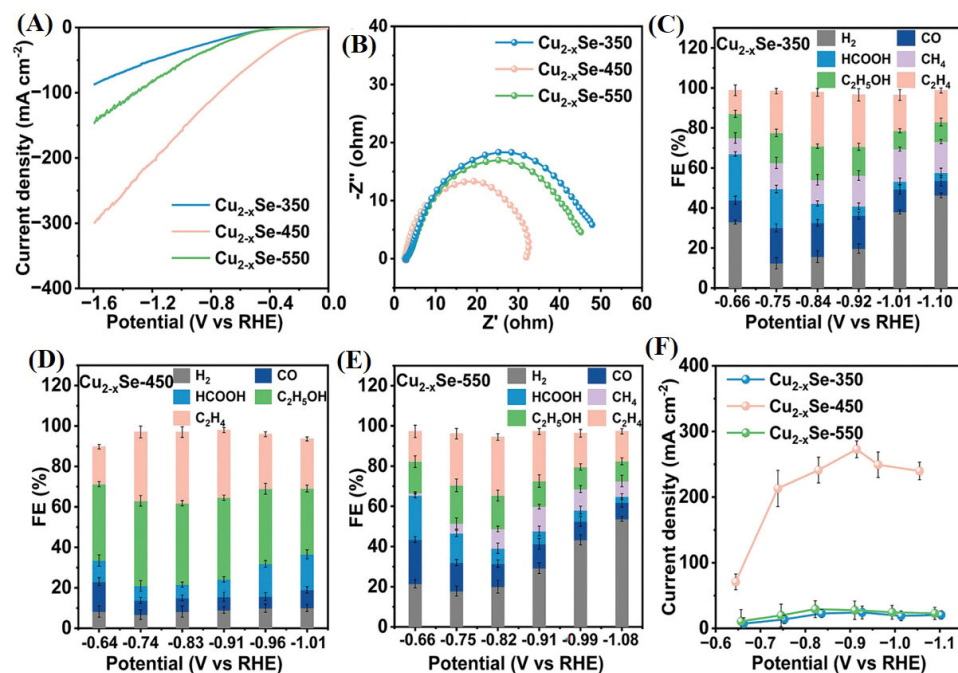 (A)
Current density (mA cm⁻²)
0
−100
−200
−300
−400
Cu₂₋ₓSe-350
Cu₂₋ₓSe-450
Cu₂₋ₓSe-550
−1.6 −1.2 −0.8 −0.4 0.0
Potential (V vs RHE)
(B)
-Z'' (ohm)
40
30
20
10
0
Cu₂₋ₓSe-350
Cu₂₋ₓSe-450
Cu₂₋ₓSe-550
0 10 20 30 40 50 60
Z' (ohm)
(C)
Cu₂₋ₓSe-350
H₂ CO
HCOOH CH₄
C₂H₅OH C₂H₄
FE (%)
120
100
80
60
40
20
0
-0.66 -0.75 -0.84 -0.92 -1.01 -1.10
Potential (V vs RHE)
(D)
Cu₂₋ₓSe-450
H₂ CO
HCOOH C₂H₅OH
C₂H₄
FE (%)
120
100
80
60
40
20
0
-0.64 -0.74 -0.83 -0.91 -0.96 -1.01
Potential (V vs RHE)
(E)
Cu₂₋ₓSe-550
H₂ CO
HCOOH CH₄
C₂H₅OH C₂H₄
FE (%)
120
100
80
60
40
20
0
-0.66 -0.75 -0.82 -0.91 -0.99 -1.08
Potential (V vs RHE)
(F)
Current density (mA cm⁻²)
400
300
200
100
0
Cu₂₋ₓSe-350
Cu₂₋ₓSe-450
Cu₂₋ₓSe-550
-0.6 -0.7 -0.8 -0.9 -1.0 -1.1
Potential (V vs RHE)